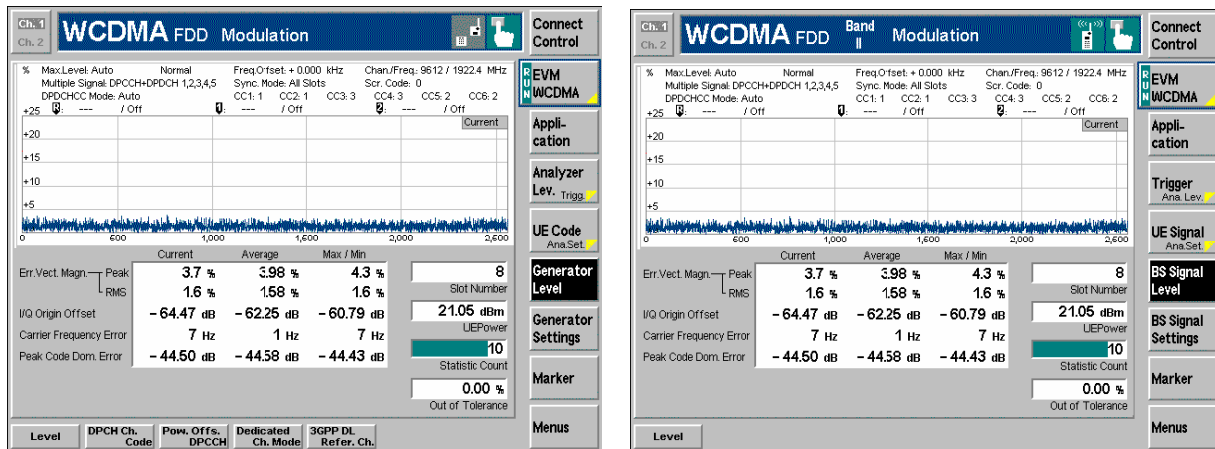 Ch. 1
Ch. 2
WCDMA FDD Modulation
Connect Control
% Max.Level: Auto Normal Freq.Offset: + 0.000 kHz Chan./Freq.: 9612 / 1922.4 MHz
Multiple Signal: DPCCH+DPDCH 1,2,3,4,5 Sync. Mode: All Slots Scr. Code: 0
DPDCHCC Mode: Auto CC1: 1 CC2: 1 CC3: 3 CC4: 3 CC5: 2 CC6: 2
--- / Off --- / Off --- / Off
Current
+25
+20
+15
+10
+5
0 600 1,000 1,600 2,000 2,600
Current Average Max / Min
Err.Vect. Magn. Peak 3.7 % 3.98 % 4.3 %
RMS 1.6 % 1.58 % 1.6 %
I/Q Origin Offset - 64.47 dB - 62.25 dB - 60.79 dB
Carrier Frequency Error 7 Hz 1 Hz 7 Hz
Peak Code Dom. Error - 44.50 dB - 44.58 dB - 44.43 dB
8
Slot Number
21.05 dBm
UEPower
10
Statistic Count
0.00 %
Out of Tolerance
RUN
EVM WCDMA
Appli-cation
Analyzer Lev. Trigg.
UE Code Ana.Set.
Generator Level
Generator Settings
Marker
Menus
Level
DPCH Ch. Code
Pow. Offs. DPCCH
Dedicated Ch. Mode
3GPP DL Refer. Ch.
Ch. 1
Ch. 2
WCDMA FDD Band II Modulation
Connect Control
% Max.Level: Auto Normal Freq.Offset: + 0.000 kHz Chan./Freq.: 9612 / 1922.4 MHz
Multiple Signal: DPCCH+DPDCH 1,2,3,4,5 Sync. Mode: All Slots Scr. Code: 0
DPDCHCC Mode: Auto CC1: 1 CC2: 1 CC3: 3 CC4: 3 CC5: 2 CC6: 2
--- / Off --- / Off --- / Off
Current
+25
+20
+15
+10
+5
0 600 1,000 1,600 2,000 2,600
Current Average Max / Min
Err.Vect. Magn. Peak 3.7 % 3.98 % 4.3 %
RMS 1.6 % 1.58 % 1.6 %
I/Q Origin Offset - 64.47 dB - 62.25 dB - 60.79 dB
Carrier Frequency Error 7 Hz 1 Hz 7 Hz
Peak Code Dom. Error - 44.50 dB - 44.58 dB - 44.43 dB
8
Slot Number
21.05 dBm
UEPower
10
Statistic Count
0.00 %
Out of Tolerance
RUN
EVM WCDMA
Appli-cation
Trigger Ana. Lev.
UE Signal Ana.Set.
BS Signal Level
BS Signal Settings
Marker
Menus
Level